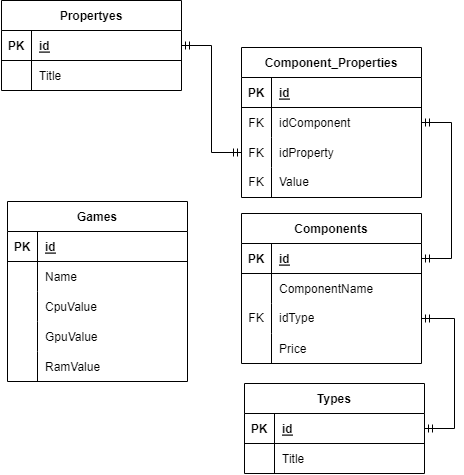 Propertyes
PK id
Title
Component_Properties
PK id
FK idComponent
FK idProperty
FK Value
Games
PK id
Name
CpuValue
GpuValue
RamValue
Components
PK id
ComponentName
FK idType
Price
Types
PK id
Title